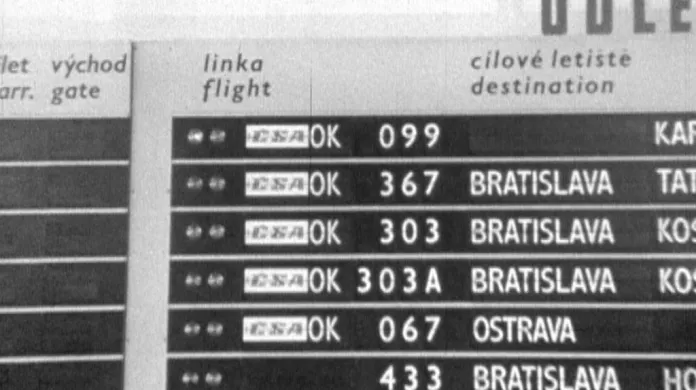 ODLE
let východ linka cílové letiště
arr. gate flight destination
ČSA OK 099 KAR
ČSA OK 367 BRATISLAVA TAT
ČSA OK 303 BRATISLAVA KOS
ČSA OK 303A BRATISLAVA KOS
ČSA OK 067 OSTRAVA
433 BRATISLAVA HO